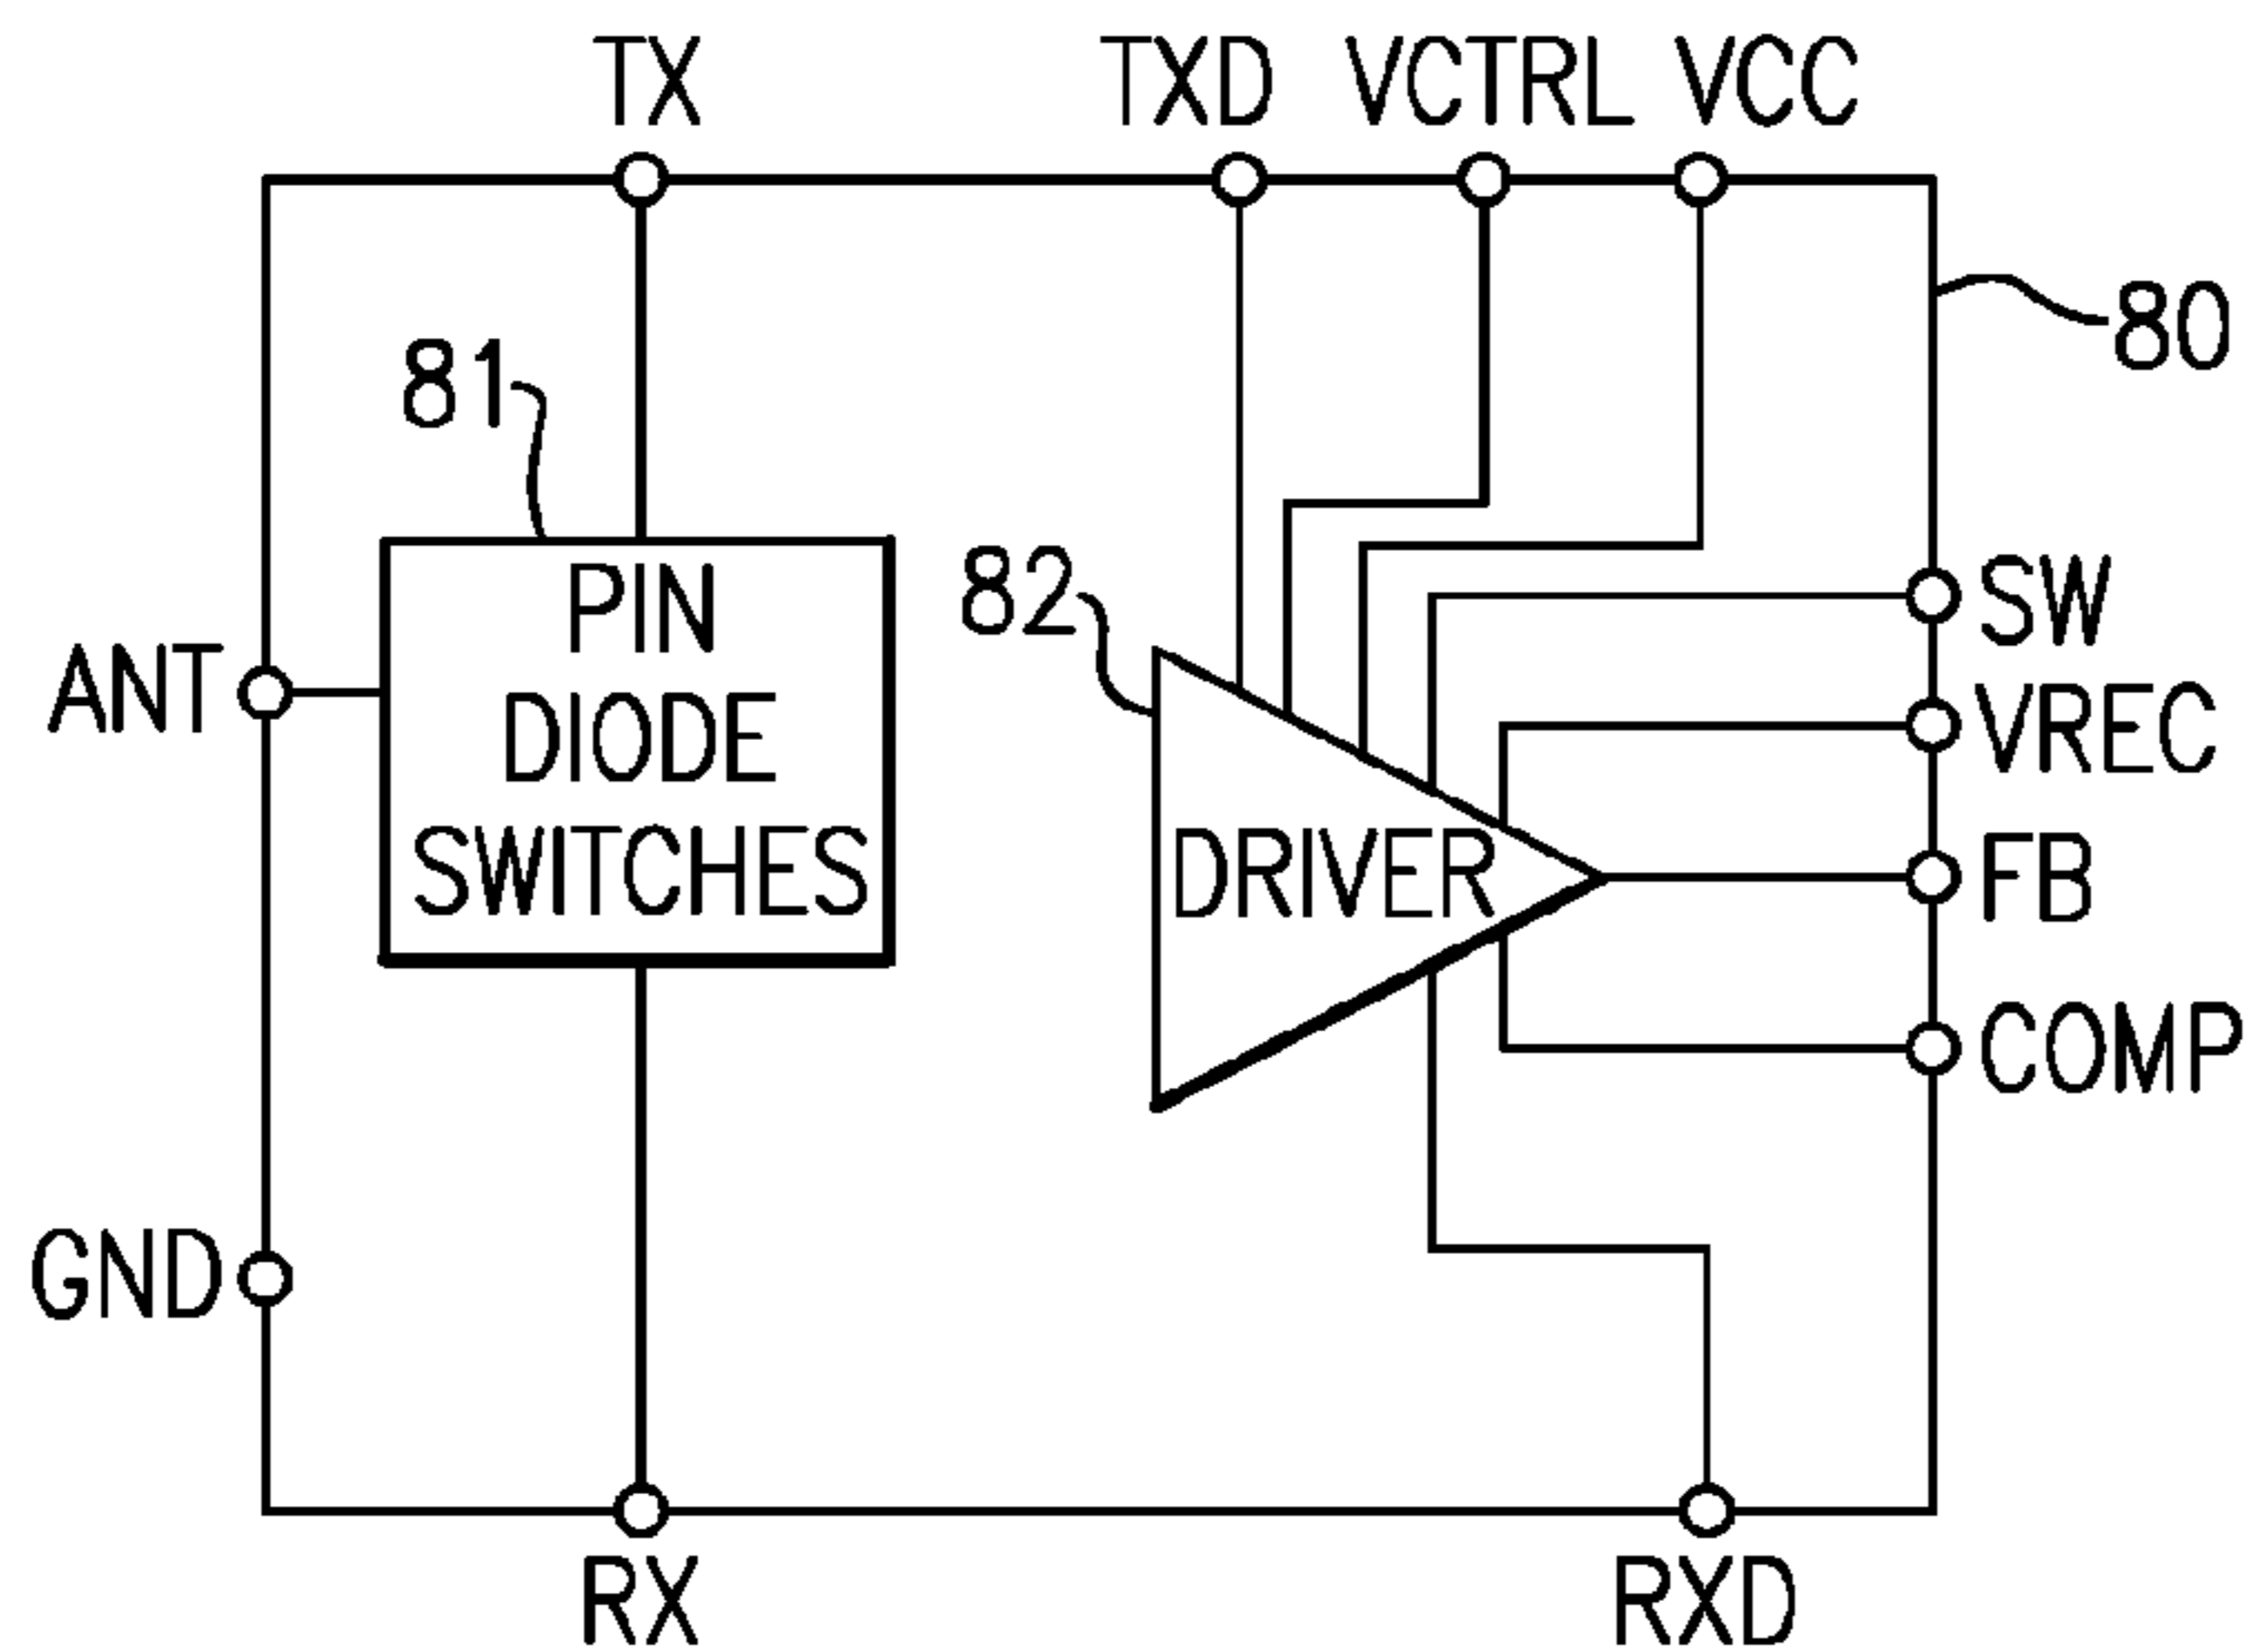 TX
TXD
VCTRL
VCC
80
81
82
SW
PIN
DIODE
SWITCHES
ANT
VREC
DRIVER
FB
COMP
GND
RX
RXD